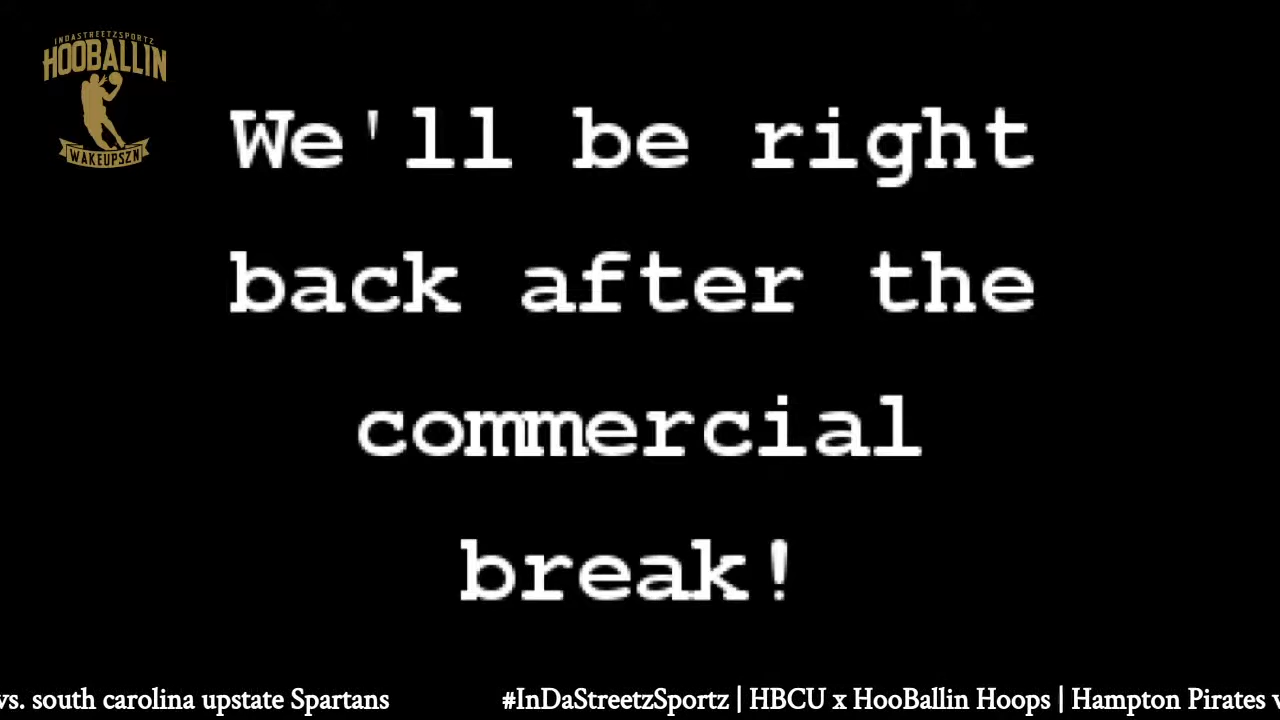 INDASTREETZSPORTZ
HOOBALLIN
WAKEUPSZN
We'll be right
back after the
commercial
break!
vs. south carolina upstate Spartans #InDaStreetzSportz | HBCU x HooBallin Hoops | Hampton Pirates v